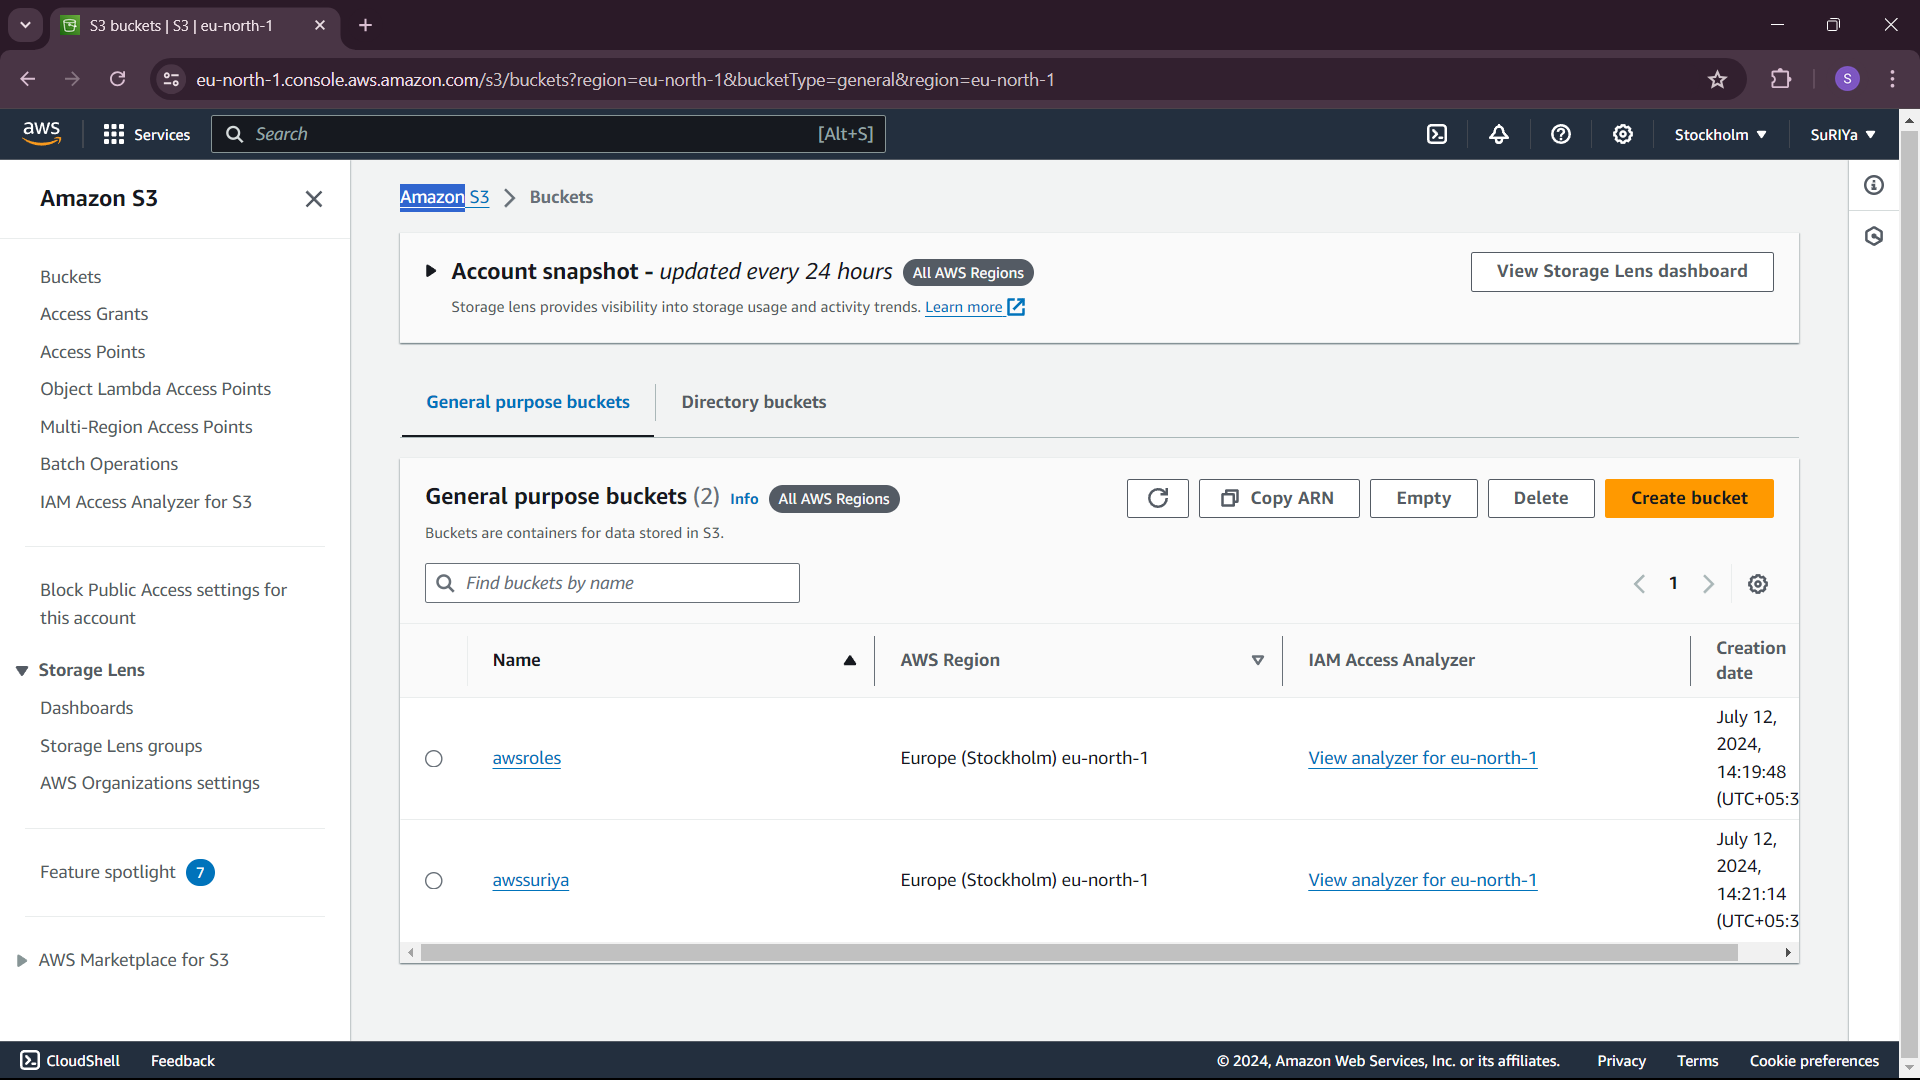 S3 buckets | S3 | eu-north-1
eu-north-1.console.aws.amazon.com/s3/buckets?region=eu-north-1&bucketType=general&region=eu-north-1
S
aws
Services
Search
[Alt+S]
Stockholm
SuRIYa
Amazon S3
Buckets
Access Grants
Access Points
Object Lambda Access Points
Multi-Region Access Points
Batch Operations
IAM Access Analyzer for S3
Block Public Access settings for
this account
Storage Lens
Dashboards
Storage Lens groups
AWS Organizations settings
Feature spotlight 7
AWS Marketplace for S3
Amazon S3 Buckets
Account snapshot - updated every 24 hours All AWS Regions
Storage lens provides visibility into storage usage and activity trends. Learn more
View Storage Lens dashboard
General purpose buckets
Directory buckets
General purpose buckets (2) Info All AWS Regions
Buckets are containers for data stored in S3.
Copy ARN
Empty
Delete
Create bucket
Find buckets by name
1
Name
AWS Region
IAM Access Analyzer
Creation
date
awsroles
Europe (Stockholm) eu-north-1
View analyzer for eu-north-1
July 12,
2024,
14:19:48
(UTC+05:3
awssuriya
Europe (Stockholm) eu-north-1
View analyzer for eu-north-1
July 12,
2024,
14:21:14
(UTC+05:3
CloudShell
Feedback
© 2024, Amazon Web Services, Inc. or its affiliates.
Privacy
Terms
Cookie preferences